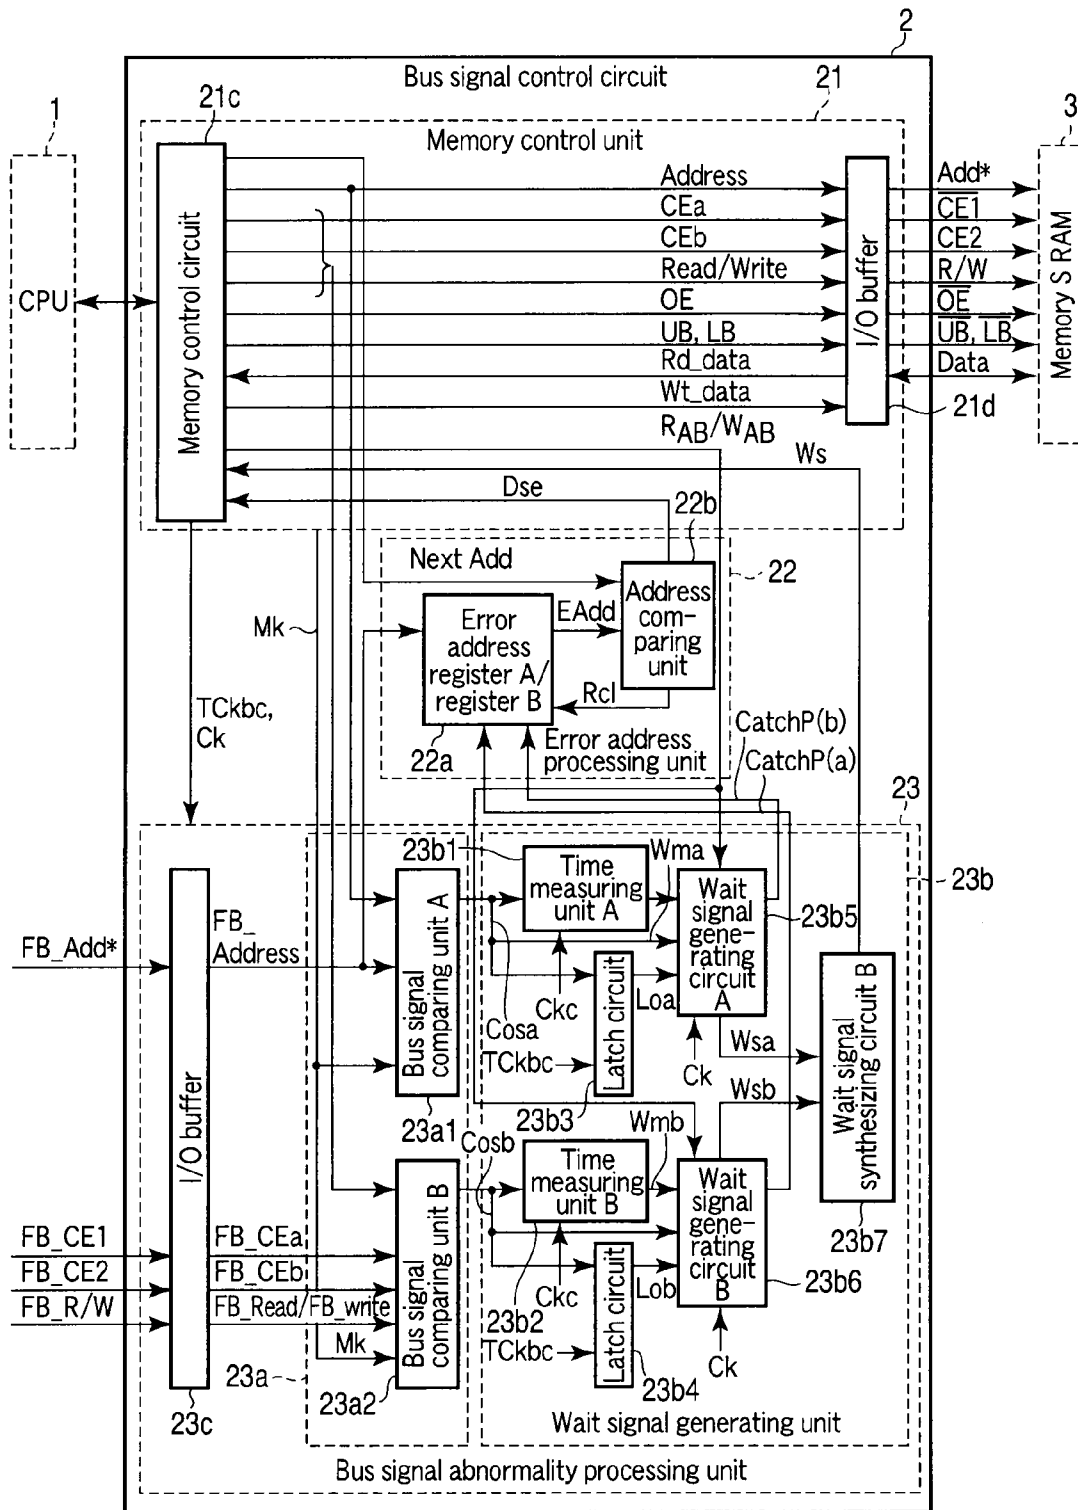 2
Bus signal control circuit
1
21c
21
3
Memory control unit
CPU
Memory control circuit
Address
CEa
CEb
Read/Write
OE
UB, LB
Rd_data
Wt_data
RAB/WAB
I/O buffer
Add*
CE1
CE2
R/W
OE
UB, LB
Data
Memory S RAM
21d
Ws
Dse
22b
22
Next Add
Address
com-
paring
unit
EAdd
Error
address
register A/
register B
Rcl
Mk
TCkbc,
Ck
22a
Error address
processing unit
CatchP(b)
CatchP(a)
23
23b1
Time
measuring
unit A
Wma
Wait
signal
gene-
rating
circuit
A
23b
23b5
FB_Add*
FB_
Address
Bus signal
comparing unit A
Cosa
Ckc
Latch circuit
Loa
TCkbc
Ck
Wsa
Wait signal
synthesizing circuit B
I/O buffer
23a1
23b3
Wsb
Cosb
Time
measuring
unit B
Wmb
Wait
signal
gene-
rating
circuit
B
Bus signal
comparing unit B
23b7
FB_CE1
FB_CEa
FB_CE2
FB_CEb
FB_R/W
FB_Read/FB_write
Ckc
23b2
Latch circuit
Lob
23b6
TCkbc
Ck
Mk
23a
23a2
23b4
23c
Wait signal generating unit
Bus signal abnormality processing unit